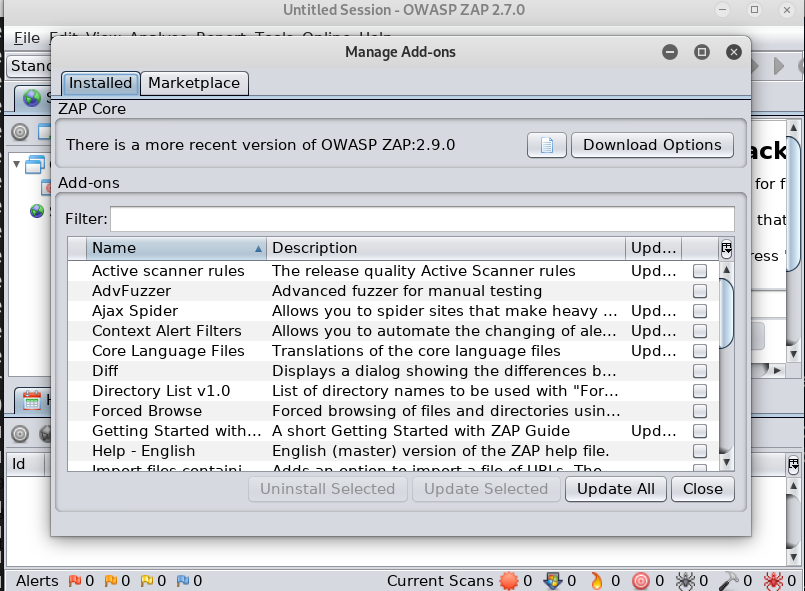 Untitled Session - OWASP ZAP 2.7.0
File Edit View Analyse Report Tools Online Help
Manage Add-ons
Stand
Installed Marketplace
ZAP Core
There is a more recent version of OWASP ZAP:2.9.0 Download Options
Add-ons
Filter:
Name Description Upd...
Active scanner rules The release quality Active Scanner rules Upd...
AdvFuzzer Advanced fuzzer for manual testing
Ajax Spider Allows you to spider sites that make heavy ... Upd...
Context Alert Filters Allows you to automate the changing of ale... Upd...
Core Language Files Translations of the core language files Upd...
Diff Displays a dialog showing the differences b...
Directory List v1.0 List of directory names to be used with "For...
Forced Browse Forced browsing of files and directories usin...
Getting Started with... A short Getting Started with ZAP Guide Upd...
Help - English English (master) version of the ZAP help file.
Import files containi... Adds an option to import a file of URLs. The...
Uninstall Selected Update Selected Update All Close
ack
for f
that
ress
Id
Alerts 0 0 0 0 Current Scans 0 0 0 0 0 0 0